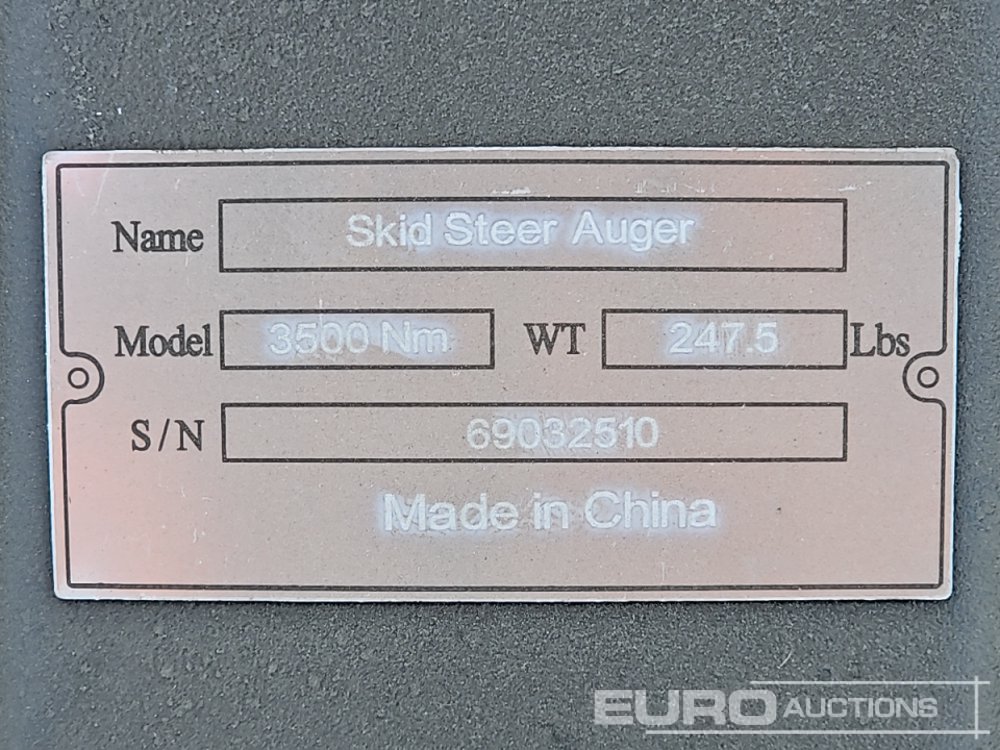 Name Skid Steer Auger
Model 3500 Nm WT 247.5 Lbs
S/N 69032510
Made in China
EURO AUCTIONS